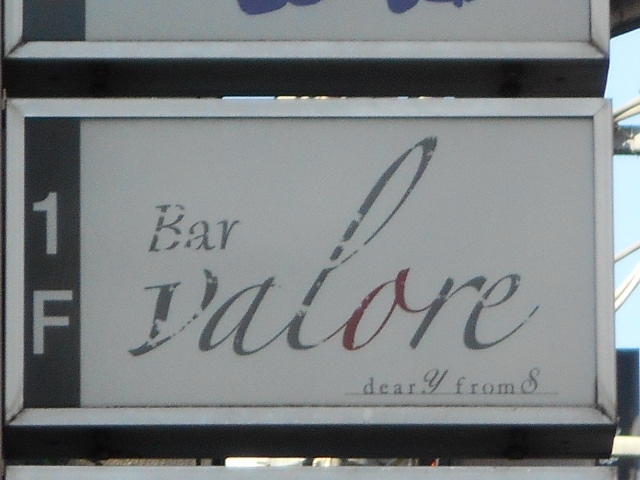 1F
Bar
valore
dear.Y from S